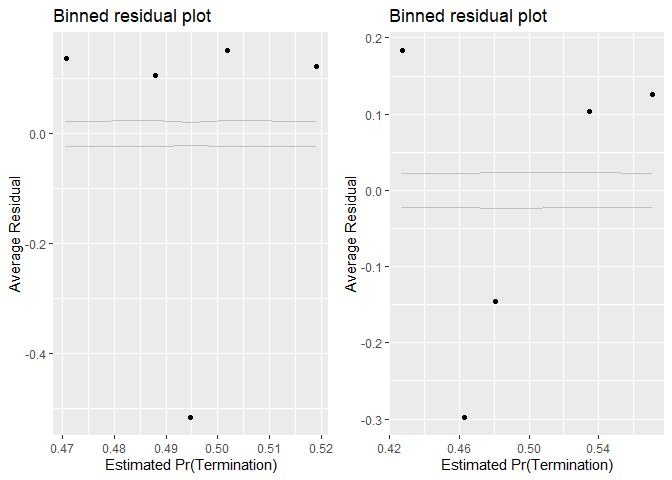 Binned residual plot
Average Residual
0.0
-0.2
-0.4
0.47 0.48 0.49 0.50 0.51 0.52
Estimated Pr(Termination)
Binned residual plot
Average Residual
0.2
0.1
0.0
-0.1
-0.2
-0.3
0.42 0.46 0.50 0.54
Estimated Pr(Termination)